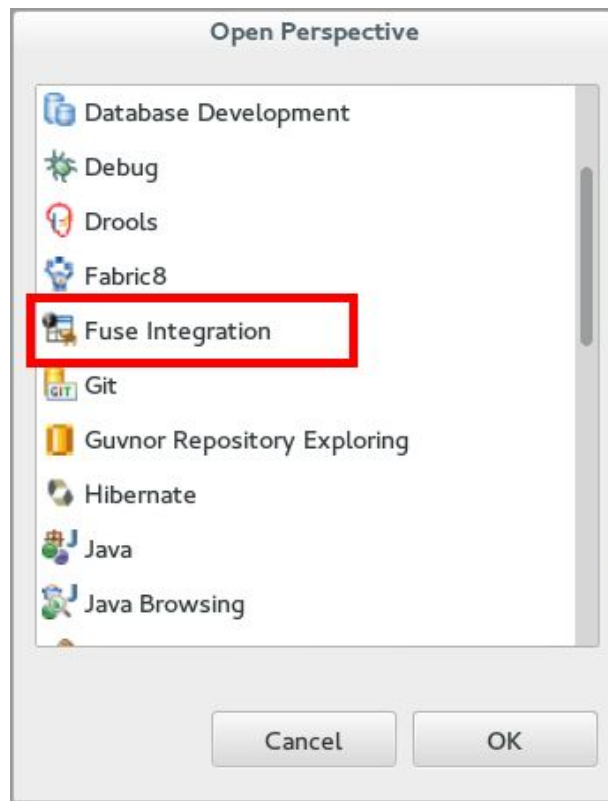 Open Perspective
Database Development
Debug
Drools
Fabric8
Fuse Integration
GIT Git
Guvnor Repository Exploring
Hibernate
Java
Java Browsing
Cancel OK